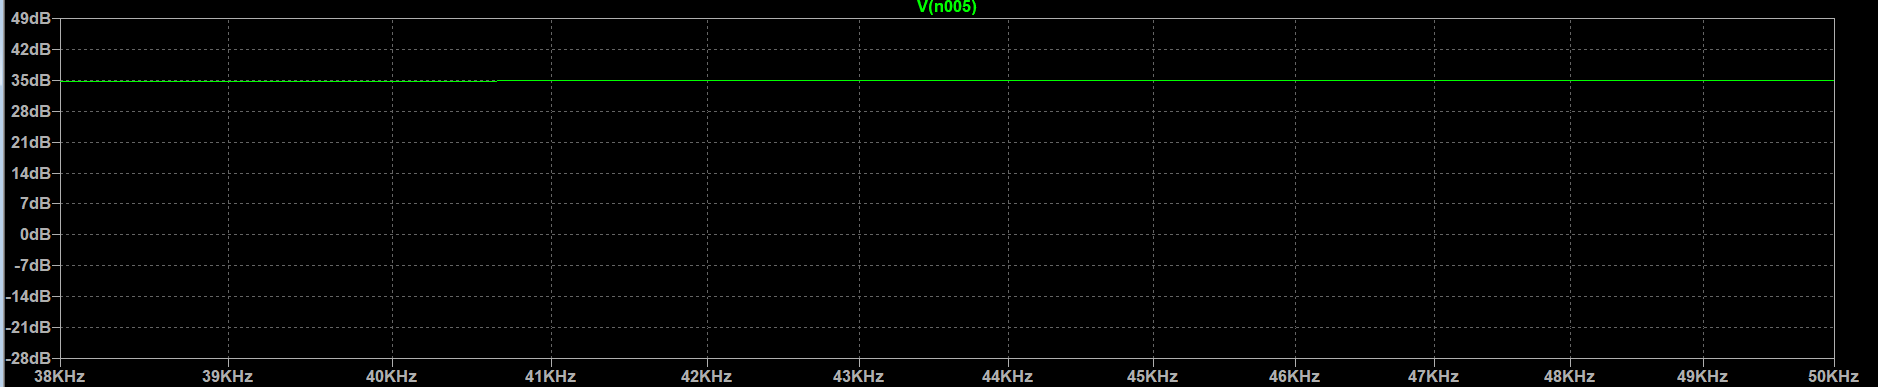 V(n005)
49dB
42dB
35dB
28dB
21dB
14dB
7dB
0dB
-7dB
-14dB
-21dB
-28dB
38KHz 39KHz 40KHz 41KHz 42KHz 43KHz 44KHz 45KHz 46KHz 47KHz 48KHz 49KHz 50KHz